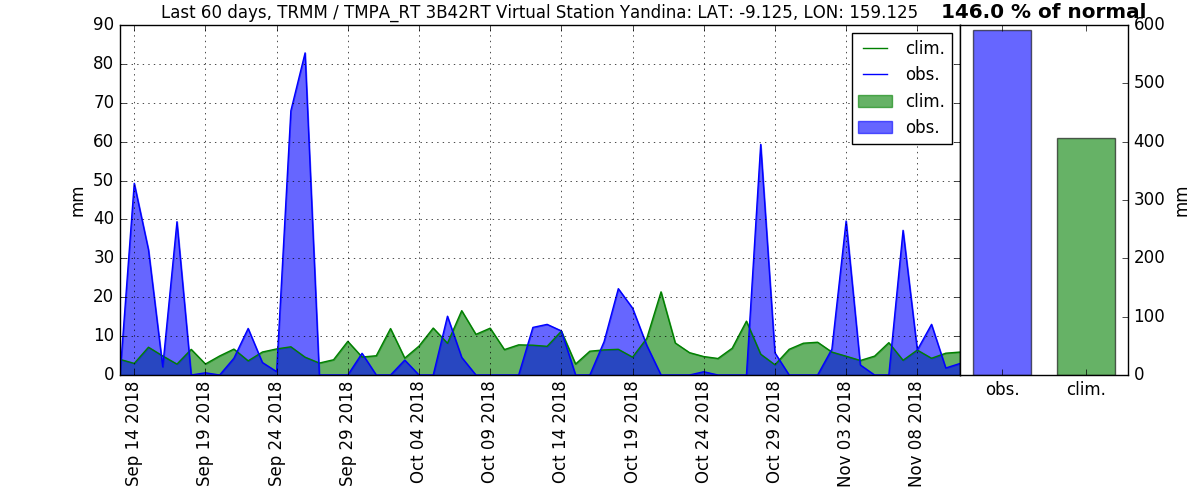 Last 60 days, TRMM / TMPA_RT 3B42RT Virtual Station Yandina: LAT: -9.125, LON: 159.125
146.0 % of normal
90
80
70
60
50
40
30
20
10
0
mm
clim.
obs.
clim.
obs.
600
500
400
300
200
100
0
mm
Sep 14 2018
Sep 19 2018
Sep 24 2018
Sep 29 2018
Oct 04 2018
Oct 09 2018
Oct 14 2018
Oct 19 2018
Oct 24 2018
Oct 29 2018
Nov 03 2018
Nov 08 2018
obs.
clim.